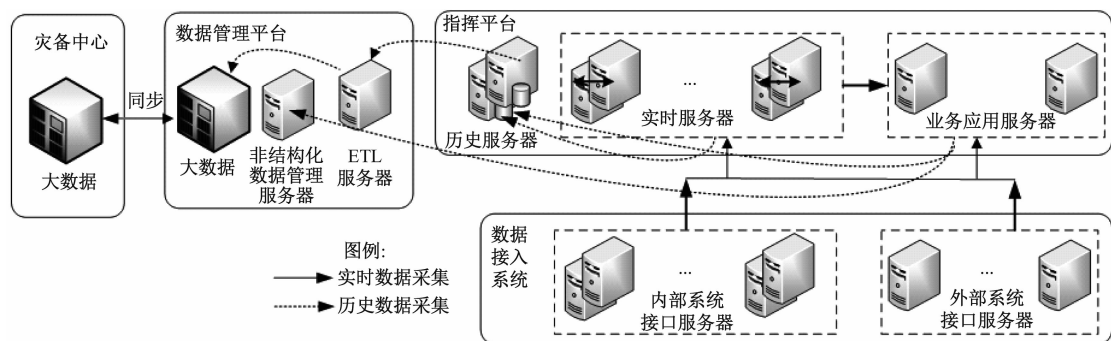 灾备中心
大数据
同步
数据管理平台
大数据
非结构化
数据管理
服务器
ETL
服务器
指挥平台
历史服务器
...
实时服务器
业务应用服务器
数据
接入
系统
...
内部系统
接口服务器
...
外部系统
接口服务器
图例:
实时数据采集
历史数据采集